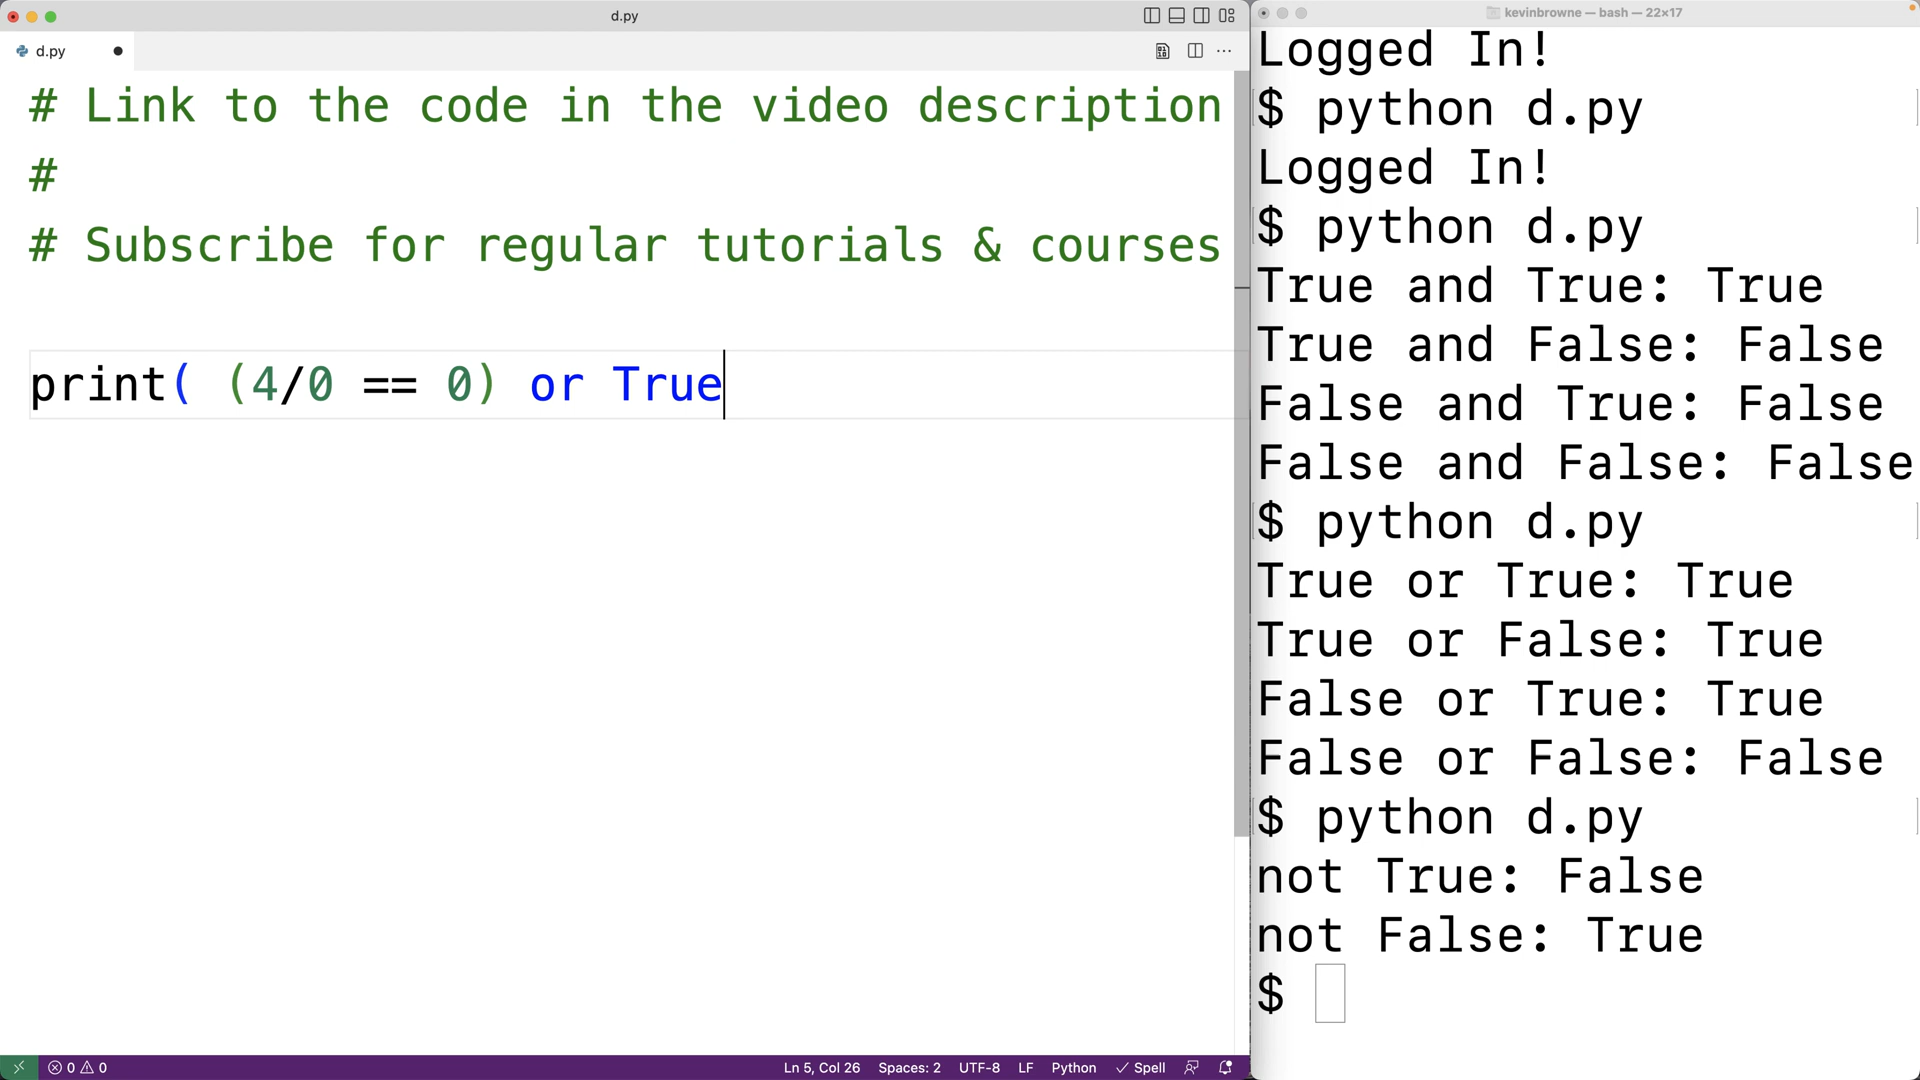 d.py
d.py
# Link to the code in the video description
#
# Subscribe for regular tutorials & courses
print( (4/0 == 0) or True
0 0
Ln 5, Col 26 Spaces: 2 UTF-8 LF Python Spell
kevinbrowne — bash — 22×17
Logged In!
$ python d.py
Logged In!
$ python d.py
True and True: True
True and False: False
False and True: False
False and False: False
$ python d.py
True or True: True
True or False: True
False or True: True
False or False: False
$ python d.py
not True: False
not False: True
$